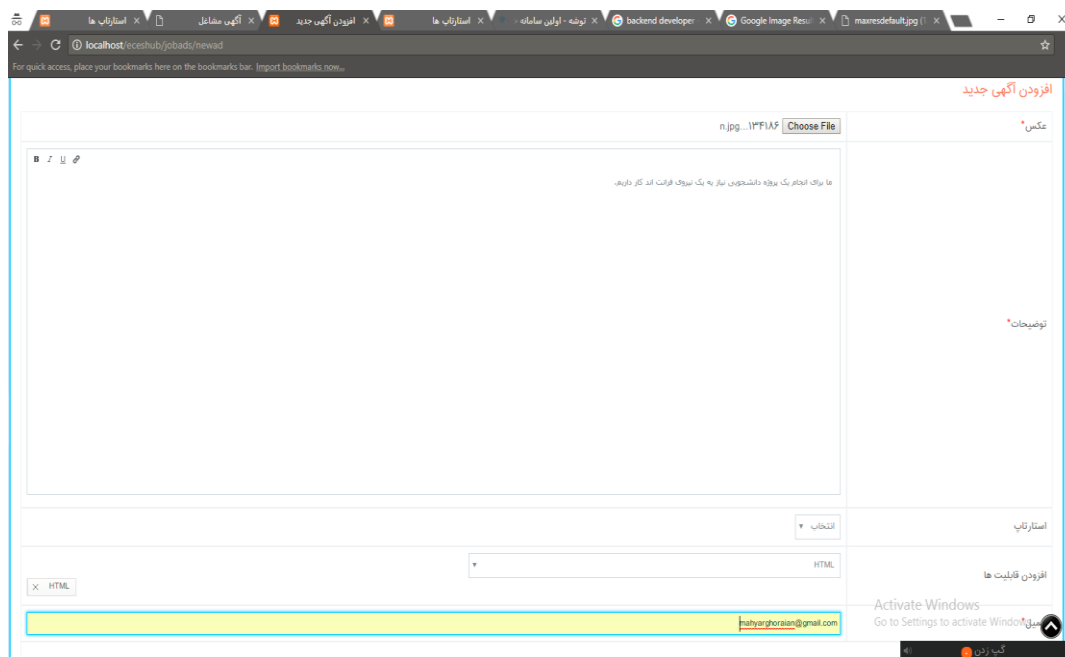 استارتاپ ها
آگهی مشاغل
افزودن آگهی جدید
استارتاپ ها
توشه - اولین سامانه
backend developer
Google Image Resul
maxresdefault.jpg (1
localhost/eceshub/jobads/newad
For quick access, place your bookmarks here on the bookmarks bar. Import bookmarks now...
افزودن آگهی جدید
عکس*
Choose File n.jpg...۱۳۴۱۸۶
توضیحات*
B I U
ما برای انجام یک پروژه دانشجویی نیاز به یک نیروی فرانت اند کار داریم.
استارتاپ
انتخاب
افزودن قابلیت ها
HTML
× HTML
mahyarghoraian@gmail.com
Activate Windows
Go to Settings to activate Windows.
گپ زدن